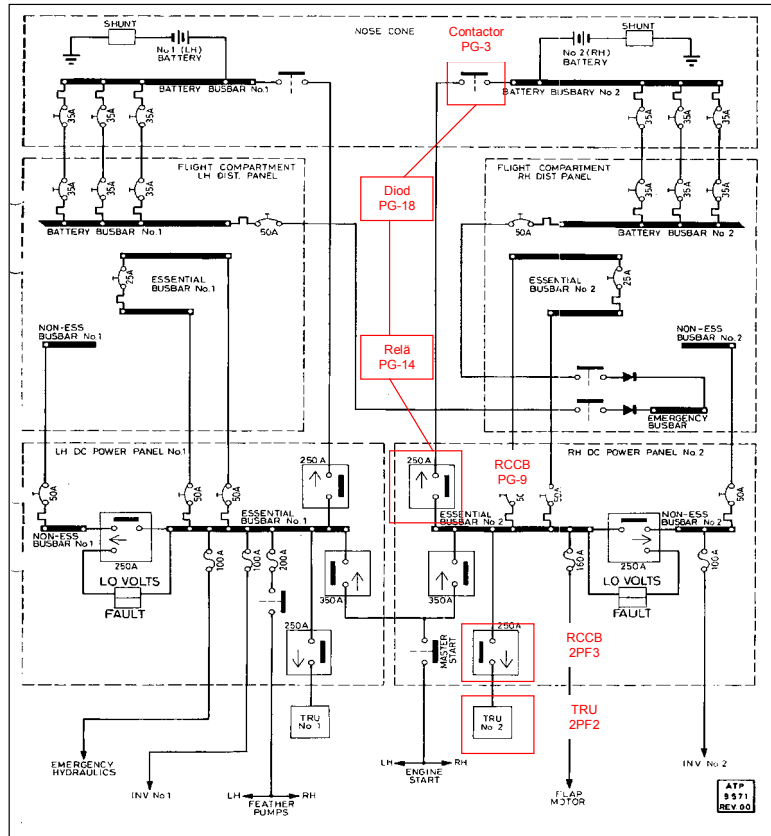 SHUNT
No.1 (LH)
BATTERY
NOSE CONE
Contactor
PG-3
No.2 (RH)
BATTERY
SHUNT
BATTERY BUSBAR No.1
BATTERY BUSBARY No 2
35A
35A
35A
35A
35A
35A
FLIGHT COMPARTMENT
LH DIST. PANEL
FLIGHT COMPARTMENT
RH DIST. PANEL
Diod
PG-18
35A
35A
35A
35A
35A
35A
BATTERY BUSBAR No.1
50A
50A
BATTERY BUSBAR No.2
25A
ESSENTIAL
BUSBAR No.1
ESSENTIAL
BUSBAR No 2
25A
NON-ESS
BUSBAR No.1
NON-ESS
BUSBAR No.2
Relä
PG-14
EMERGENCY
BUSBAR
LH DC POWER PANEL No.1
RH DC POWER PANEL No.2
250A
250A
RCCB
PG-9
50A
50A
50A
50A
NON-ESS
BUSBAR No.1
ESSENTIAL
BUSBAR No.1
ESSENTIAL
BUSBAR No.2
NON-ESS
BUSBAR No.2
250A
LO VOLTS
FAULT
100A
100A
200A
350A
350A
160A
250A
LO VOLTS
FAULT
100A
250A
MASTER
START
250A
RCCB
2PF3
TRU
No 1
TRU
No 2
TRU
2PF2
EMERGENCY
HYDRAULICS
INV No.1
LH
RH
FEATHER
PUMPS
LH
RH
ENGINE
START
FLAP
MOTOR
INV No.2
ATP
9571
REV. 00